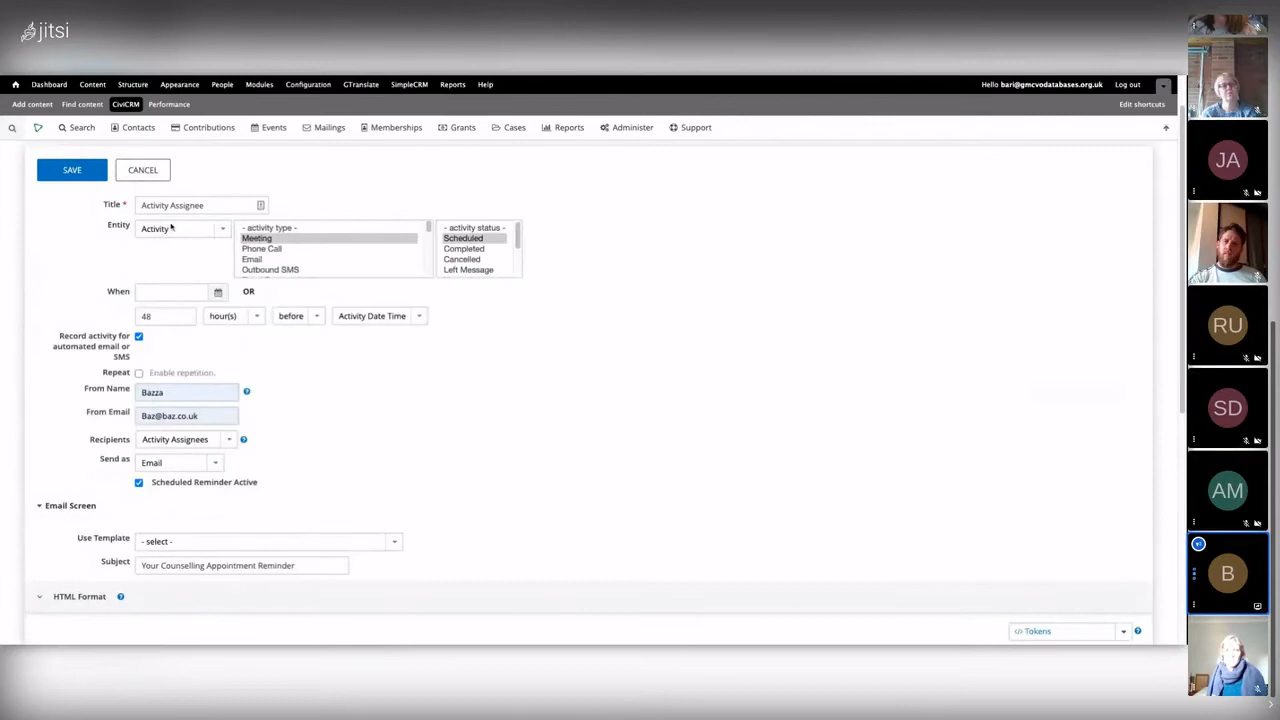 jitsi
Dashboard Content Structure Appearance People Modules Configuration GTranslate SimpleCRM Reports Help Hello bari@gmcvodatabases.org.uk Log out
Add content Find content CiviCRM Performance Edit shortcuts
Search Contacts Contributions Events Mailings Memberships Grants Cases Reports Administer Support
SAVE CANCEL
Title * Activity Assignee
Entity Activity - activity type - - activity status -
Meeting Scheduled
Phone Call Completed
Email Cancelled
Outbound SMS Left Message
When OR
48 hour(s) before Activity Date Time
Record activity for
automated email or
SMS
Repeat Enable repetition.
From Name Bazza
From Email Baz@baz.co.uk
Recipients Activity Assignees
Send as Email
Scheduled Reminder Active
Email Screen
Use Template - select -
Subject Your Counselling Appointment Reminder
HTML Format
</> Tokens
JA
RU
SD
AM
B